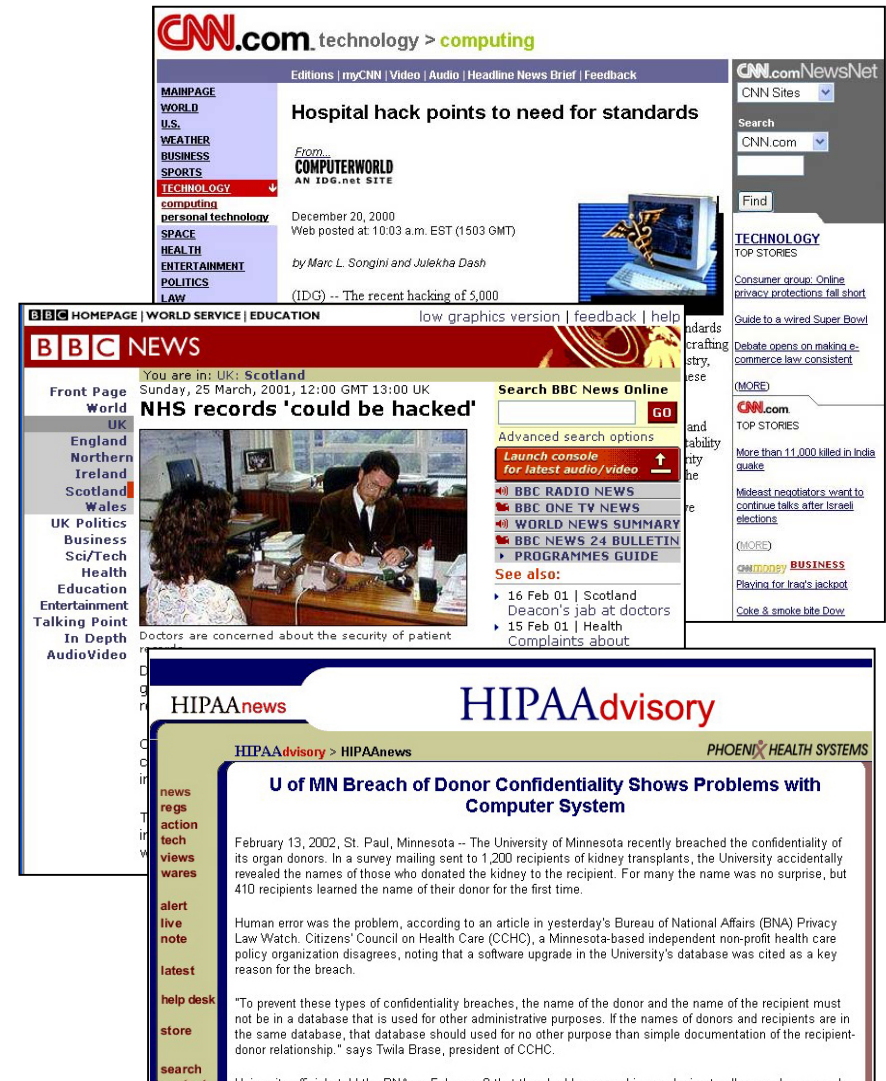 CNN.com. technology > computing
Editions | myCNN | Video | Audio | Headline News Brief | Feedback
MAINPAGE
WORLD
U.S.
WEATHER
BUSINESS
SPORTS
TECHNOLOGY
computing
personal technology
SPACE
HEALTH
ENTERTAINMENT
POLITICS
LAW
Hospital hack points to need for standards
From...
COMPUTERWORLD
AN IDG.net SITE
December 20, 2000
Web posted at: 10:03 a.m. EST (1503 GMT)
by Marc L. Songini and Julekha Dash
(IDG) -- The recent hacking of 5,000
ndards
crafting
stry,
nese
and
tability
rity
he
CNN.comNewsNet
CNN Sites
Search
CNN.com
Find
TECHNOLOGY
TOP STORIES
Consumer group: Online
privacy protections fall short
Guide to a wired Super Bowl
Debate opens on making e-
commerce law consistent
(MORE)
CNN.com.
TOP STORIES
More than 11,000 killed in India
quake
Mideast negotiators want to
continue talks after Israeli
elections
(MORE)
CNNmoney BUSINESS
Playing for Iraq's jackpot
Coke & smoke bite Dow
BBC HOMEPAGE | WORLD SERVICE | EDUCATION
low graphics version | feedback | help
BBC NEWS
You are in: UK: Scotland
Front Page
World
UK
England
Northern
Ireland
Scotland
Wales
UK Politics
Business
Sci/Tech
Health
Education
Entertainment
Talking Point
In Depth
AudioVideo
Sunday, 25 March, 2001, 12:00 GMT 13:00 UK
NHS records 'could be hacked'
Doctors are concerned about the security of patient
Search BBC News Online
GO
Advanced search options
Launch console
for latest audio/video
BBC RADIO NEWS
BBC ONE TV NEWS
WORLD NEWS SUMMARY
BBC NEWS 24 BULLETIN
PROGRAMMES GUIDE
See also:
16 Feb 01 | Scotland
Deacon's jab at doctors
15 Feb 01 | Health
Complaints about
HIPAAnews
HIPAAdvisory
HIPAAdvisory > HIPAAnews
PHOENIX HEALTH SYSTEMS
news
regs
action
tech
views
wares
alert
live
note
latest
help desk
store
search
U of MN Breach of Donor Confidentiality Shows Problems with
Computer System
February 13, 2002, St. Paul, Minnesota -- The University of Minnesota recently breached the confidentiality of
its organ donors. In a survey mailing sent to 1,200 recipients of kidney transplants, the University accidentally
revealed the names of those who donated the kidney to the recipient. For many the name was no surprise, but
410 recipients learned the name of their donor for the first time.
Human error was the problem, according to an article in yesterday's Bureau of National Affairs (BNA) Privacy
Law Watch. Citizens' Council on Health Care (CCHC), a Minnesota-based independent non-profit health care
policy organization disagrees, noting that a software upgrade in the University's database was cited as a key
reason for the breach.
"To prevent these types of confidentiality breaches, the name of the donor and the name of the recipient must
not be in a database that is used for other administrative purposes. If the names of donors and recipients are in
the same database, that database should used for no other purpose than simple documentation of the recipient-
donor relationship." says Twila Brase, president of CCHC.